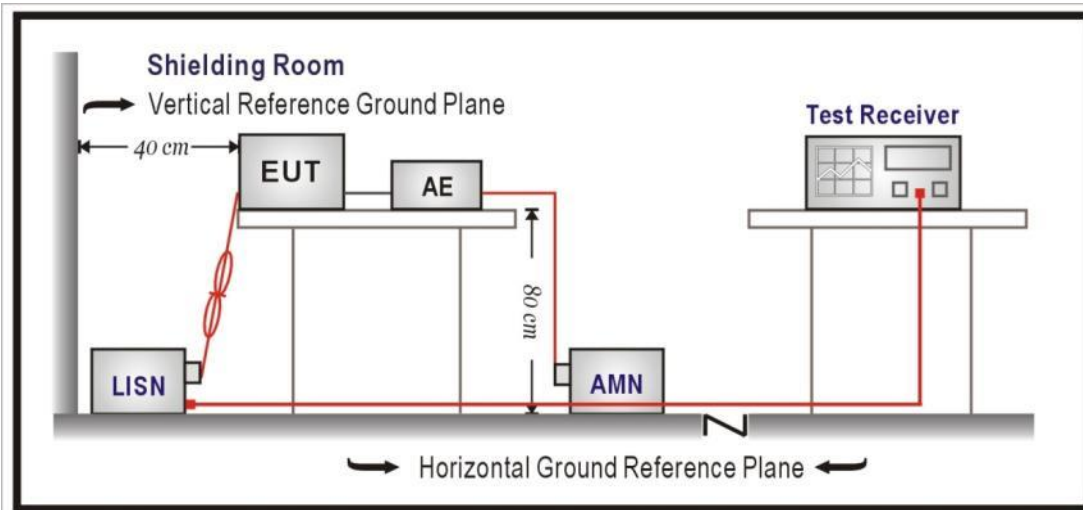 Shielding Room
Vertical Reference Ground Plane
Test Receiver
40 cm
EUT
AE
80 cm
LISN
AMN
Horizontal Ground Reference Plane